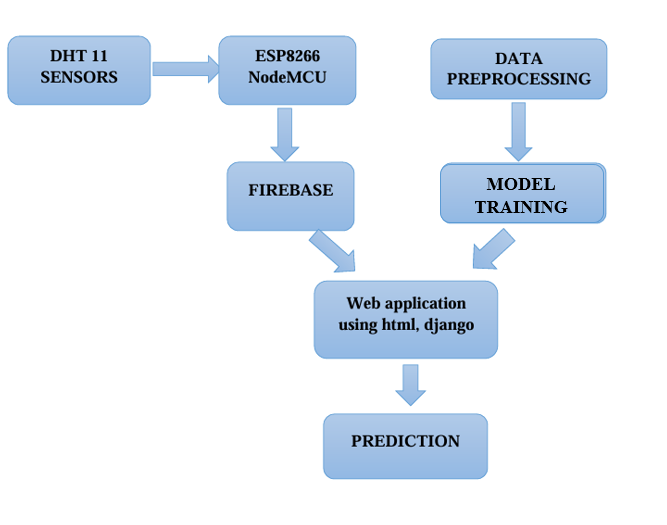 DHT 11
SENSORS
ESP8266
NodeMCU
DATA
PREPROCESSING
FIREBASE
MODEL
TRAINING
Web application
using html, django
PREDICTION